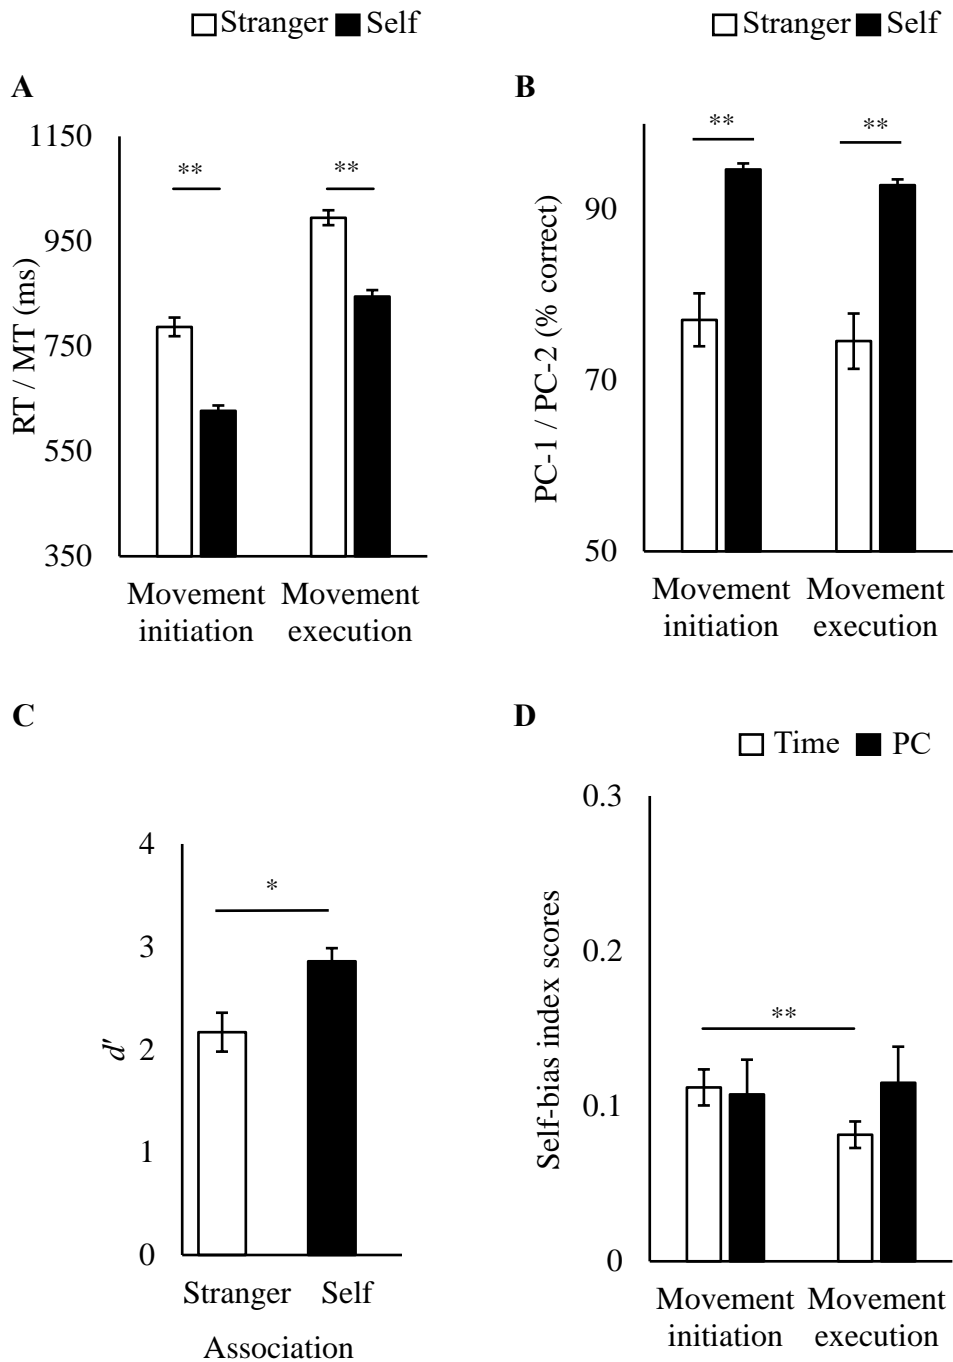 Stranger Self
Stranger Self
A
B
1150
950
750
550
350
RT / MT (ms)
**
**
Movement
initiation
Movement
execution
90
70
50
PC-1 / PC-2 (% correct)
**
**
Movement
initiation
Movement
execution
C
4
3
2
1
0
d'
*
Stranger
Self
Association
D
Time PC
0.3
0.2
0.1
0
Self-bias index scores
**
Movement
initiation
Movement
execution